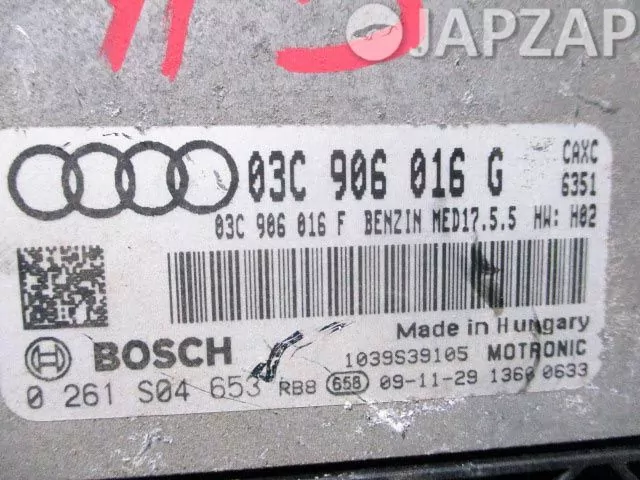 JAPZAP
03C 906 016 G CAXC
6351
03C 906 016 F BENZIN MED17.5.5 HW: H02
Made in Hungary
BOSCH 1039S39105 MOTRONIC
0 261 S04 653 RB8 658 09-11-29 1366 0633